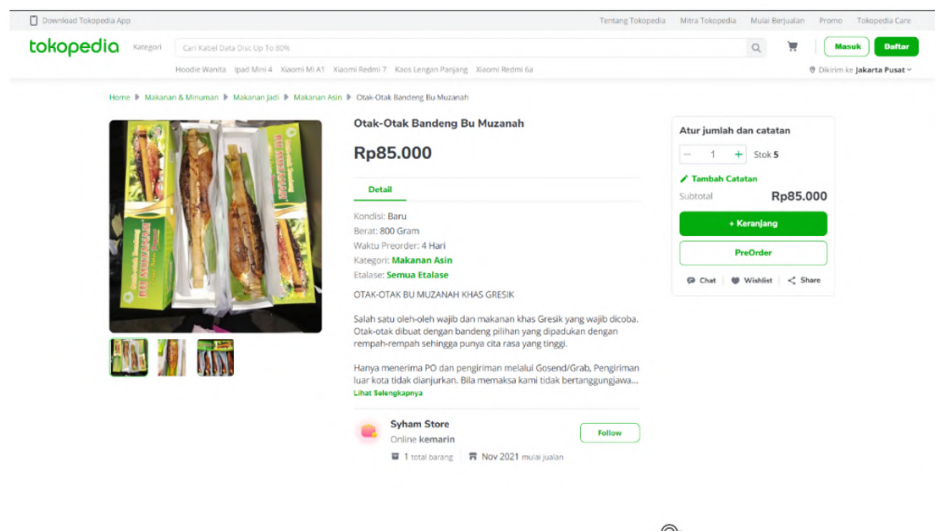 Download Tokopedia App
Tentang Tokopedia Mitra Tokopedia Mulai Berjualan Promo Tokopedia Care
tokopedia Kategori Cari Kabel Data Disc Up To 80% Masuk Daftar
Hoodie Wanita Ipad Mini 4 Xiaomi Mi A1 Xiaomi Redmi 7 Kaos Lengan Panjang Xiaomi Redmi 6a
Dikirim ke Jakarta Pusat
Home Makanan & Minuman Makanan Jadi Makanan Asin Otak-Otak Bandeng Bu Muzanah
Otak-Otak Bandeng Bu Muzanah
Rp85.000
Detail
Kondisi: Baru
Berat: 800 Gram
Waktu Preorder: 4 Hari
Kategori: Makanan Asin
Etalase: Semua Etalase
OTAK-OTAK BU MUZANAH KHAS GRESIK
Salah satu oleh-oleh wajib dan makanan khas Gresik yang wajib dicoba.
Otak-otak dibuat dengan bandeng pilihan yang dipadukan dengan
rempah-rempah sehingga punya cita rasa yang tinggi.
Hanya menerima PO dan pengiriman melalui Gosend/Grab, Pengiriman
luar kota tidak dianjurkan. Bila memaksa kami tidak bertanggungjawa...
Lihat Selengkapnya
Syham Store
Online kemarin
Follow
1 total barang Nov 2021 mulai jualan
Atur jumlah dan catatan
1 + Stok 5
Tambah Catatan
Subtotal Rp85.000
+ Keranjang
PreOrder
Chat Wishlist Share